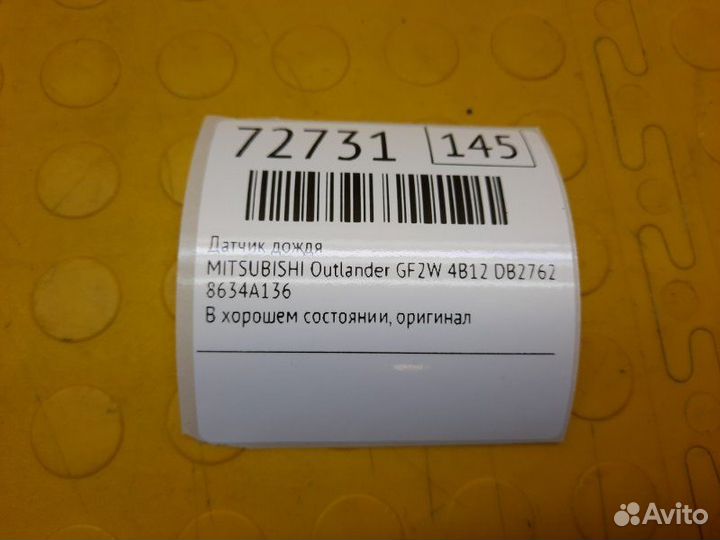 72731 145
Датчик дождя
MITSUBISHI Outlander GF2W 4B12 DB2762
8634A136
В хорошем состоянии, оригинал
Avito